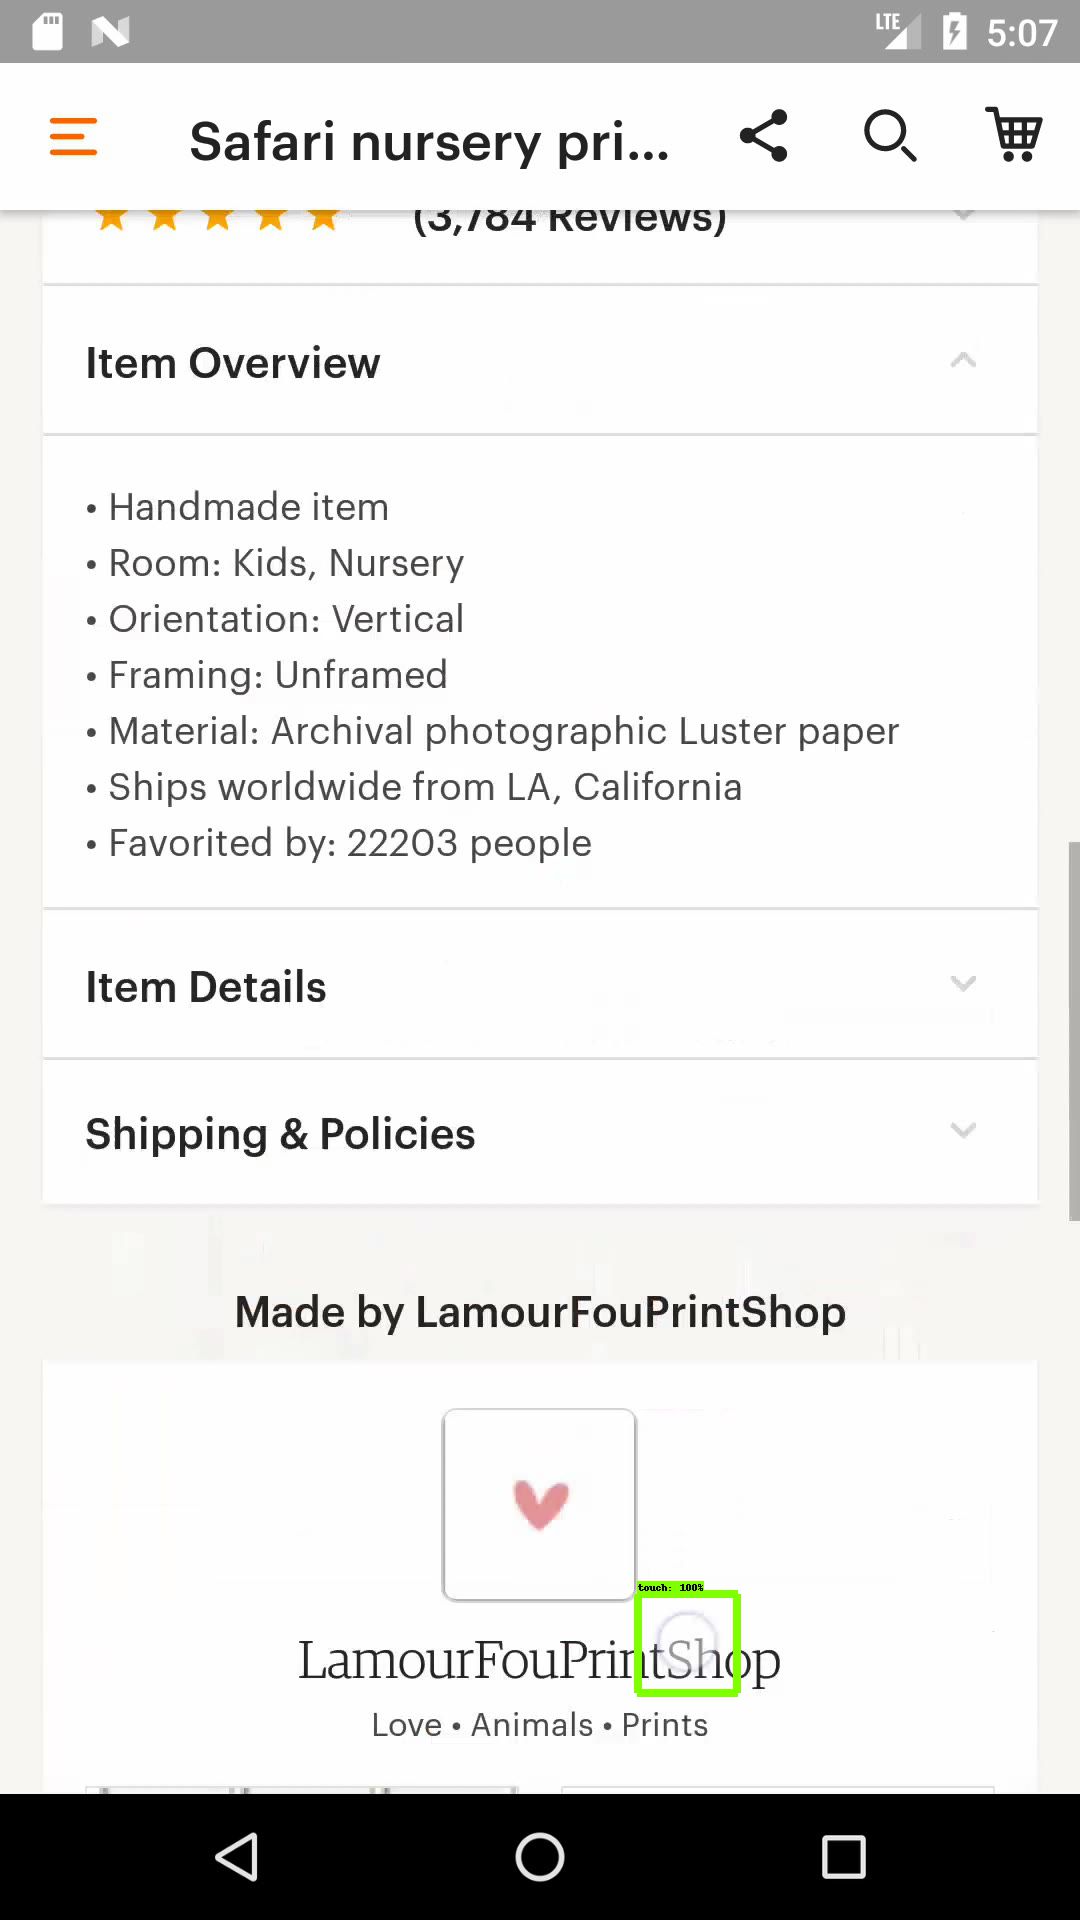 LTE 5:07
Safari nursery pri...
(3,784 Reviews)
Item Overview
• Handmade item
• Room: Kids, Nursery
• Orientation: Vertical
• Framing: Unframed
• Material: Archival photographic Luster paper
• Ships worldwide from LA, California
• Favorited by: 22203 people
Item Details
Shipping & Policies
Made by LamourFouPrintShop
touch: 100%
LamourFouPrintShop
Love • Animals • Prints